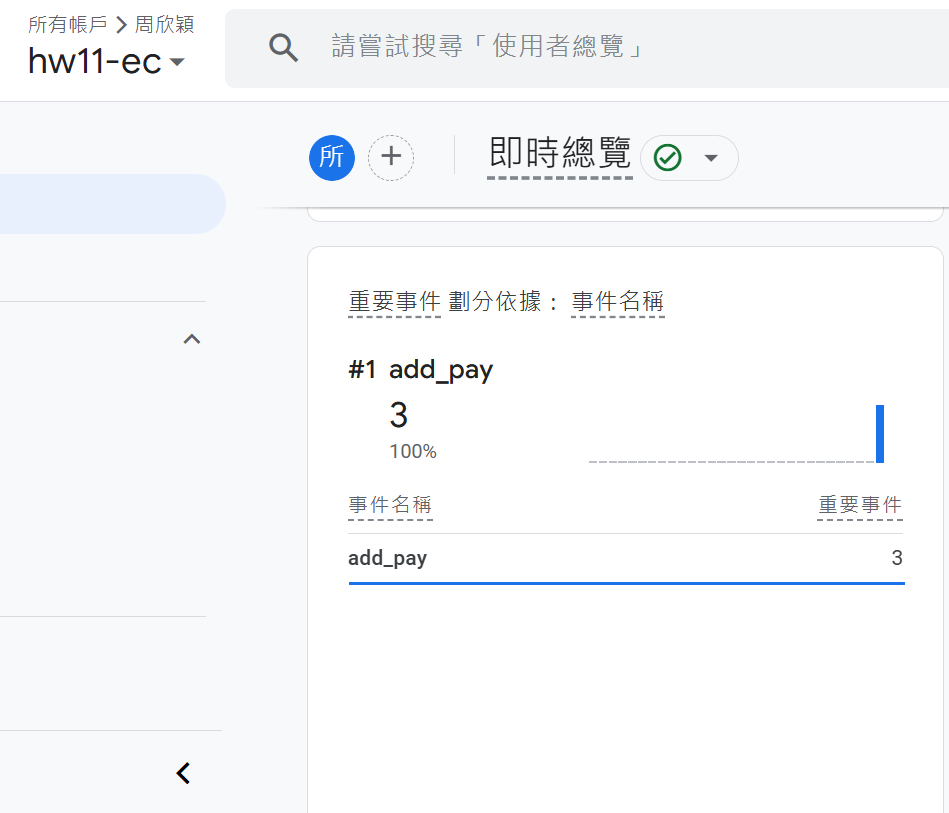 所有帳戶 > 周欣穎
hw11-ec
請嘗試搜尋「使用者總覽」
所
即時總覽
重要事件 劃分依據： 事件名稱
#1 add_pay
3
100%
事件名稱 重要事件
add_pay 3